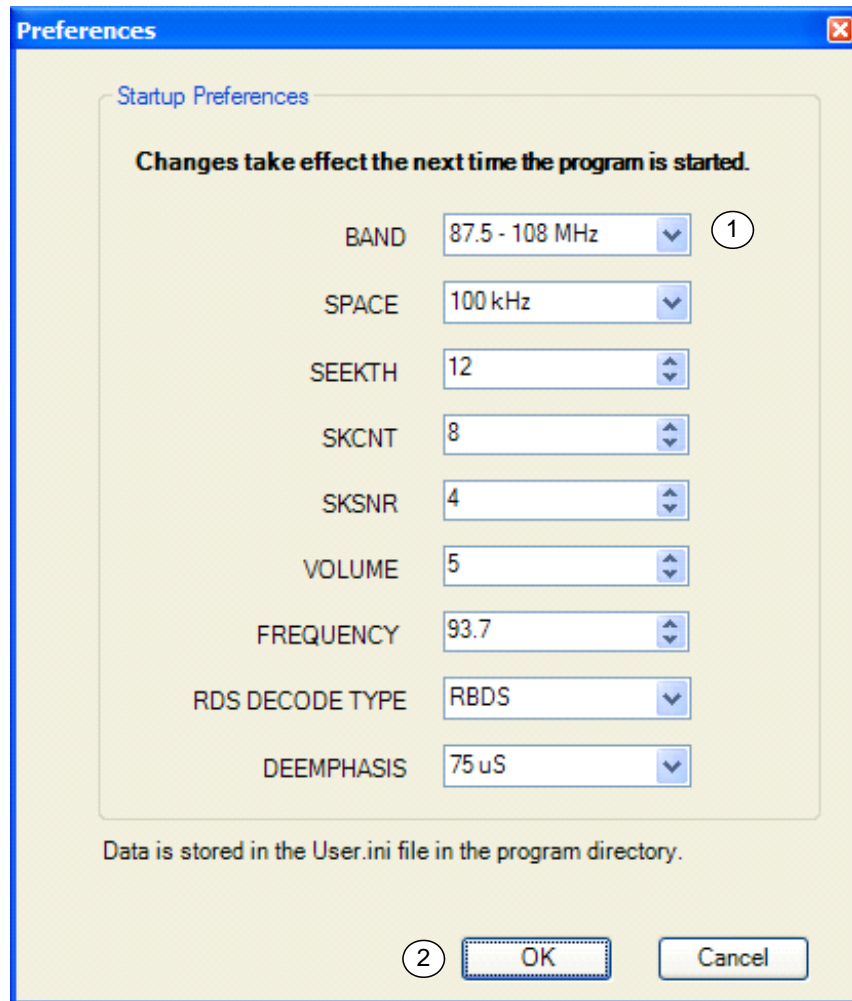 Preferences
Startup Preferences
Changes take effect the next time the program is started.
BAND 87.5 - 108 MHz 1
SPACE 100 kHz
SEEKTH 12
SKCNT 8
SKSNR 4
VOLUME 5
FREQUENCY 93.7
RDS DECODE TYPE RBDS
DEEMPHASIS 75 uS
Data is stored in the User.ini file in the program directory.
2 OK Cancel